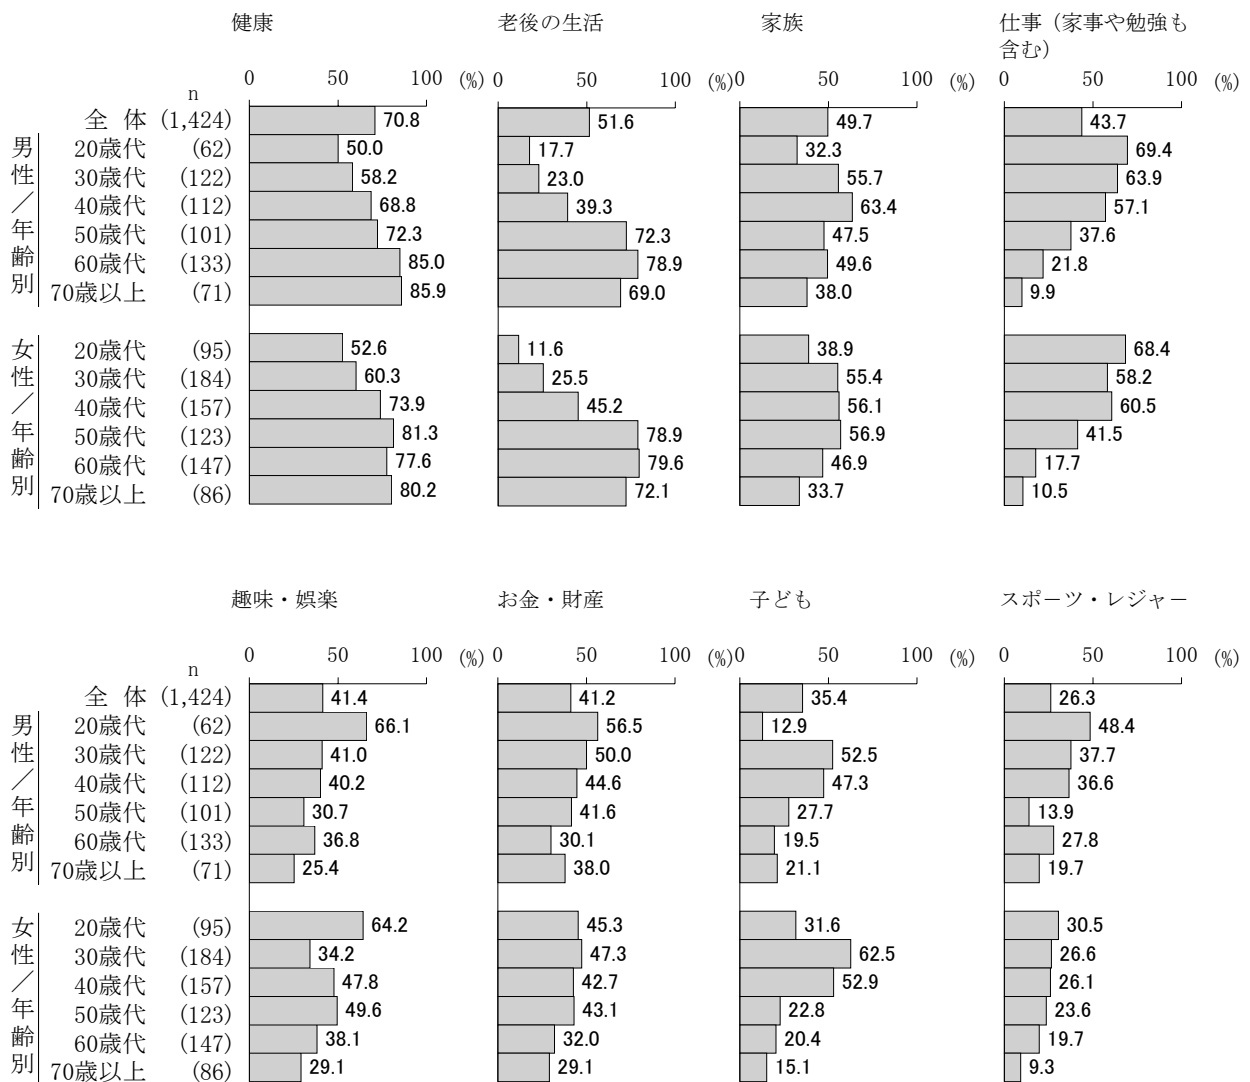 健康 老後の生活 家族 仕事（家事や勉強も
含む）
0 50 100 (%) 0 50 100 (%) 0 50 100 (%) 0 50 100 (%)
n
全 体 (1,424) 70.8 51.6 49.7 43.7
男性／年齢別
20歳代 (62) 50.0 17.7 32.3 69.4
30歳代 (122) 58.2 23.0 55.7 63.9
40歳代 (112) 68.8 39.3 63.4 57.1
50歳代 (101) 72.3 72.3 47.5 37.6
60歳代 (133) 85.0 78.9 49.6 21.8
70歳以上 (71) 85.9 69.0 38.0 9.9
女性／年齢別
20歳代 (95) 52.6 11.6 38.9 68.4
30歳代 (184) 60.3 25.5 55.4 58.2
40歳代 (157) 73.9 45.2 56.1 60.5
50歳代 (123) 81.3 78.9 56.9 41.5
60歳代 (147) 77.6 79.6 46.9 17.7
70歳以上 (86) 80.2 72.1 33.7 10.5
趣味・娯楽 お金・財産 子ども スポーツ・レジャー
0 50 100 (%) 0 50 100 (%) 0 50 100 (%) 0 50 100 (%)
n
全 体 (1,424) 41.4 41.2 35.4 26.3
男性／年齢別
20歳代 (62) 66.1 56.5 12.9 48.4
30歳代 (122) 41.0 50.0 52.5 37.7
40歳代 (112) 40.2 44.6 47.3 36.6
50歳代 (101) 30.7 41.6 27.7 13.9
60歳代 (133) 36.8 30.1 19.5 27.8
70歳以上 (71) 25.4 38.0 21.1 19.7
女性／年齢別
20歳代 (95) 64.2 45.3 31.6 30.5
30歳代 (184) 34.2 47.3 62.5 26.6
40歳代 (157) 47.8 42.7 52.9 26.1
50歳代 (123) 49.6 43.1 22.8 23.6
60歳代 (147) 38.1 32.0 20.4 19.7
70歳以上 (86) 29.1 29.1 15.1 9.3